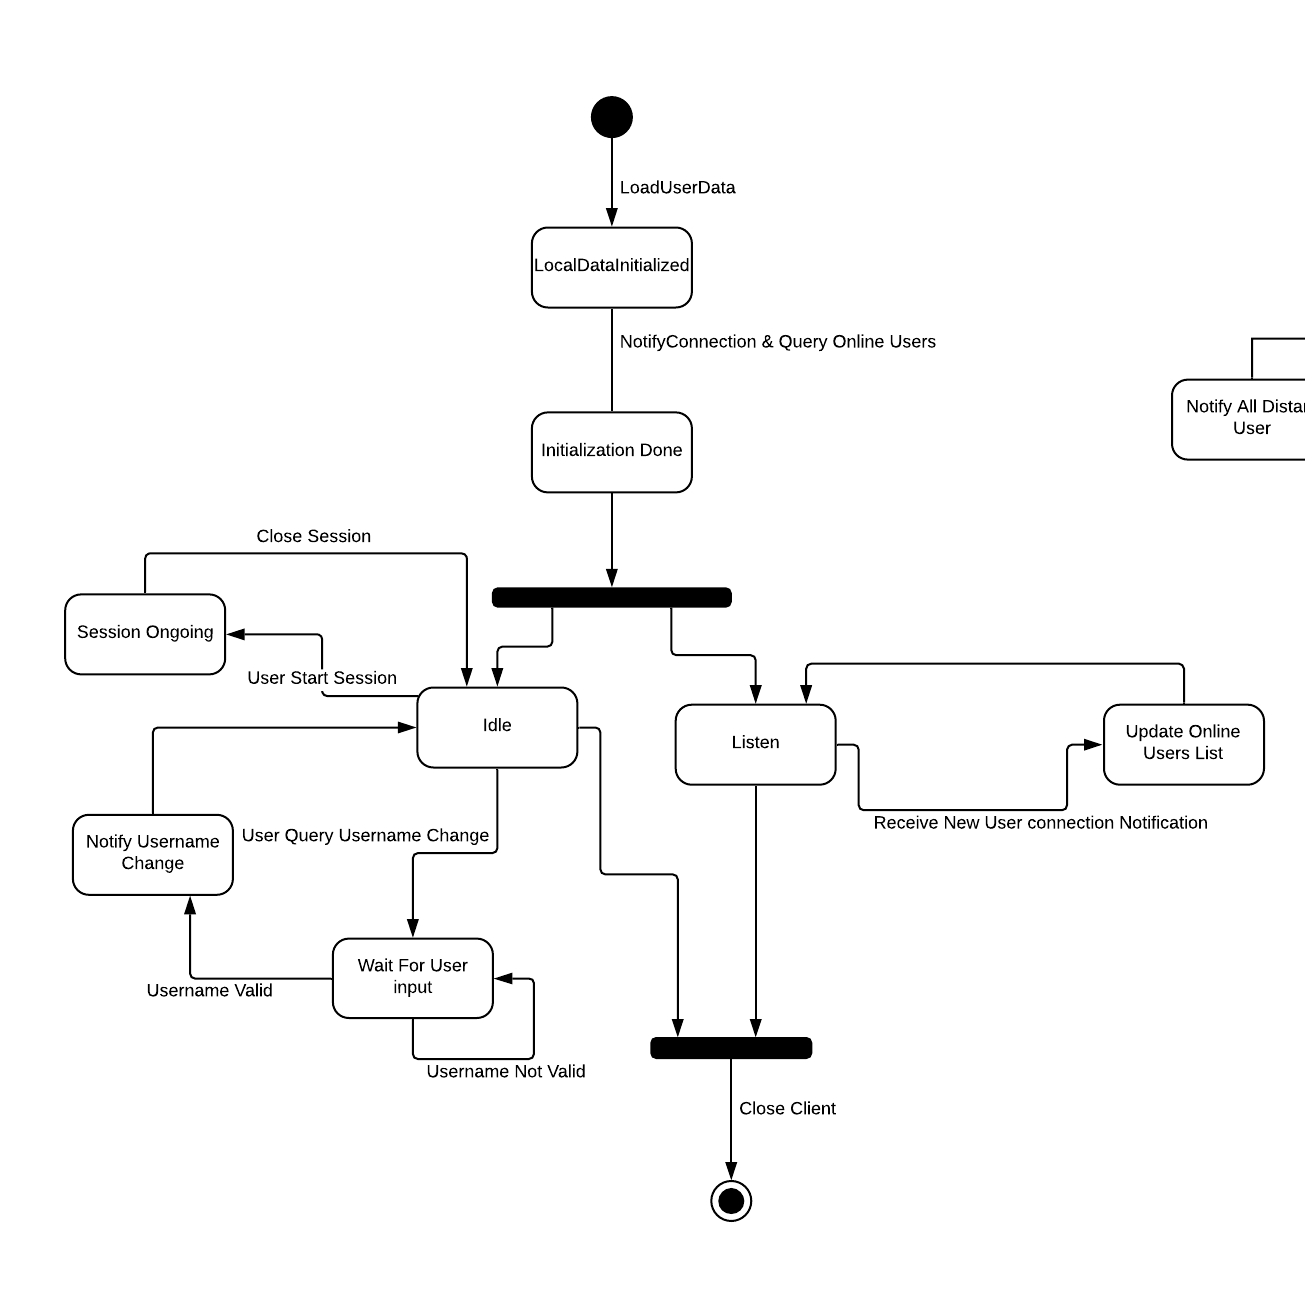 LoadUserData
LocalDataInitialized
NotifyConnection & Query Online Users
Notify All
User
Initialization Done
Close Session
Session Ongoing
User Start Session
Idle
Listen
Update Online
Users List
Receive New User connection Notification
User Query Username Change
Notify Username
Change
Wait For User
input
Username Valid
Username Not Valid
Close Client